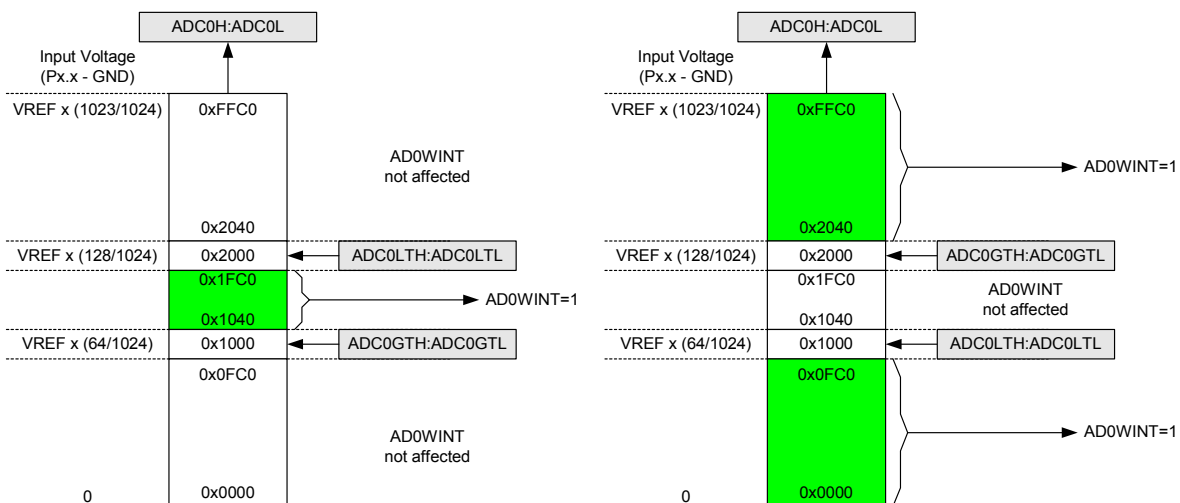 ADC0H:ADC0L
Input Voltage
(Px.x - GND)
VREF x (1023/1024)
0xFFC0
AD0WINT
not affected
0x2040
VREF x (128/1024)
0x2000
ADC0LTH:ADC0LTL
0x1FC0
AD0WINT=1
0x1040
VREF x (64/1024)
0x1000
ADC0GTH:ADC0GTL
0x0FC0
AD0WINT
not affected
0
0x0000
ADC0H:ADC0L
Input Voltage
(Px.x - GND)
VREF x (1023/1024)
0xFFC0
AD0WINT=1
0x2040
VREF x (128/1024)
0x2000
ADC0GTH:ADC0GTL
0x1FC0
AD0WINT
not affected
0x1040
VREF x (64/1024)
0x1000
ADC0LTH:ADC0LTL
0x0FC0
AD0WINT=1
0
0x0000